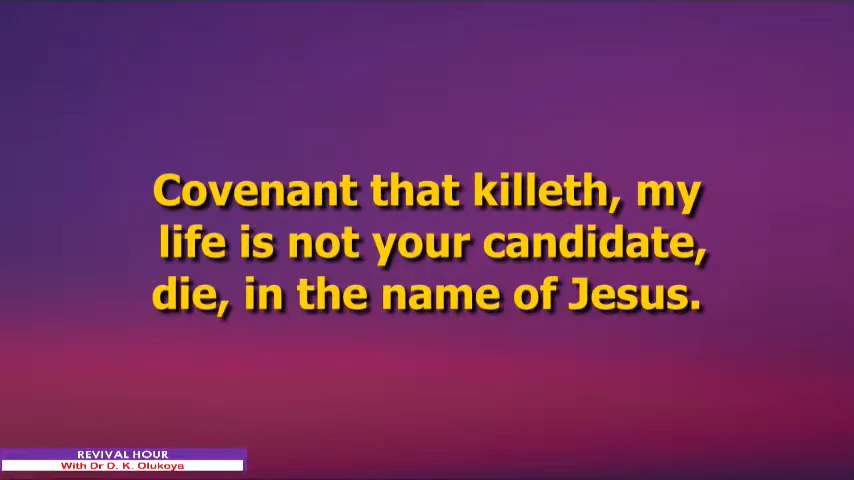 Covenant that killeth, my
life is not your candidate,
die, in the name of Jesus.
REVIVAL HOUR
With Dr D. K. Olukoya